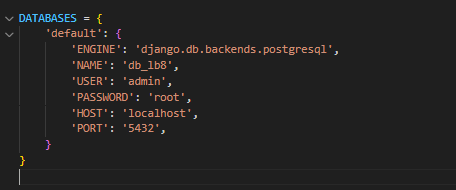 DATABASES = {
    'default': {
        'ENGINE': 'django.db.backends.postgresql',
        'NAME': 'db_lb8',
        'USER': 'admin',
        'PASSWORD': 'root',
        'HOST': 'localhost',
        'PORT': '5432',
    }
}